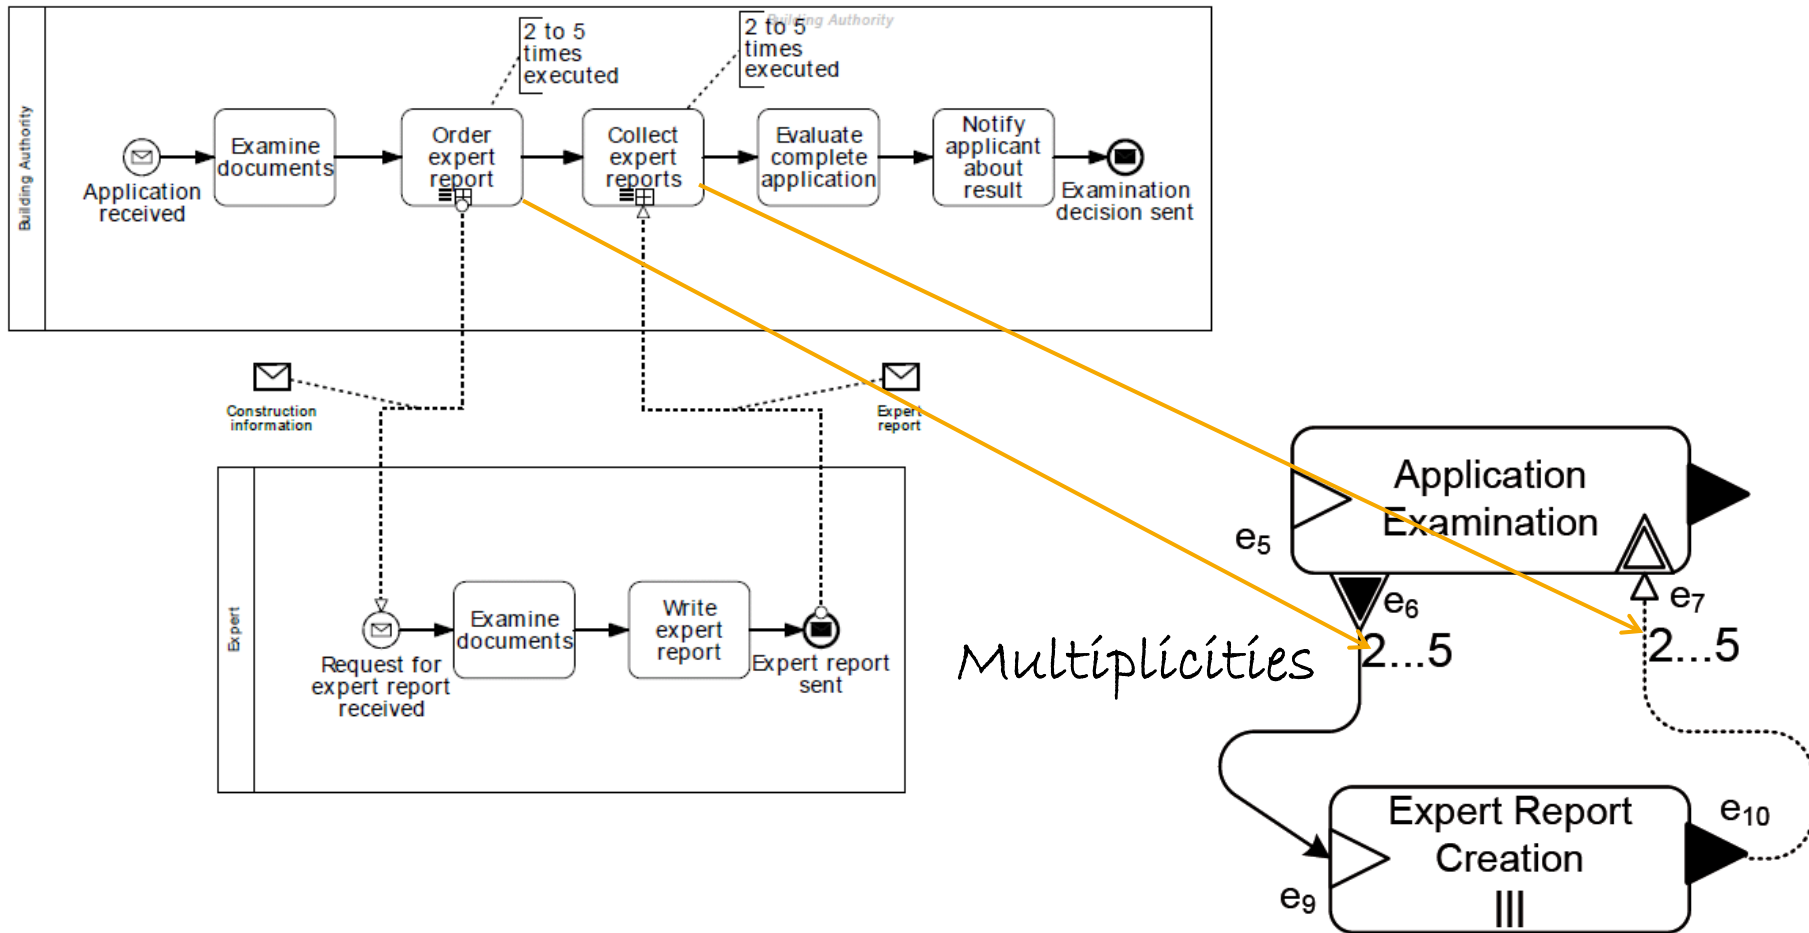 Building Authority
Building Authority
2 to 5
times
executed
2 to 5
times
executed
Application
received
Examine
documents
Order
expert
report
Collect
expert
reports
Evaluate
complete
application
Notify
applicant
about
result
Examination
decision sent
Construction
information
Expert
report
Expert
Request for
expert report
received
Examine
documents
Write
expert
report
Expert report
sent
Multiplicities
Application
Examination
e5
e6
e7
2...5
2...5
Expert Report
Creation
e9
e10